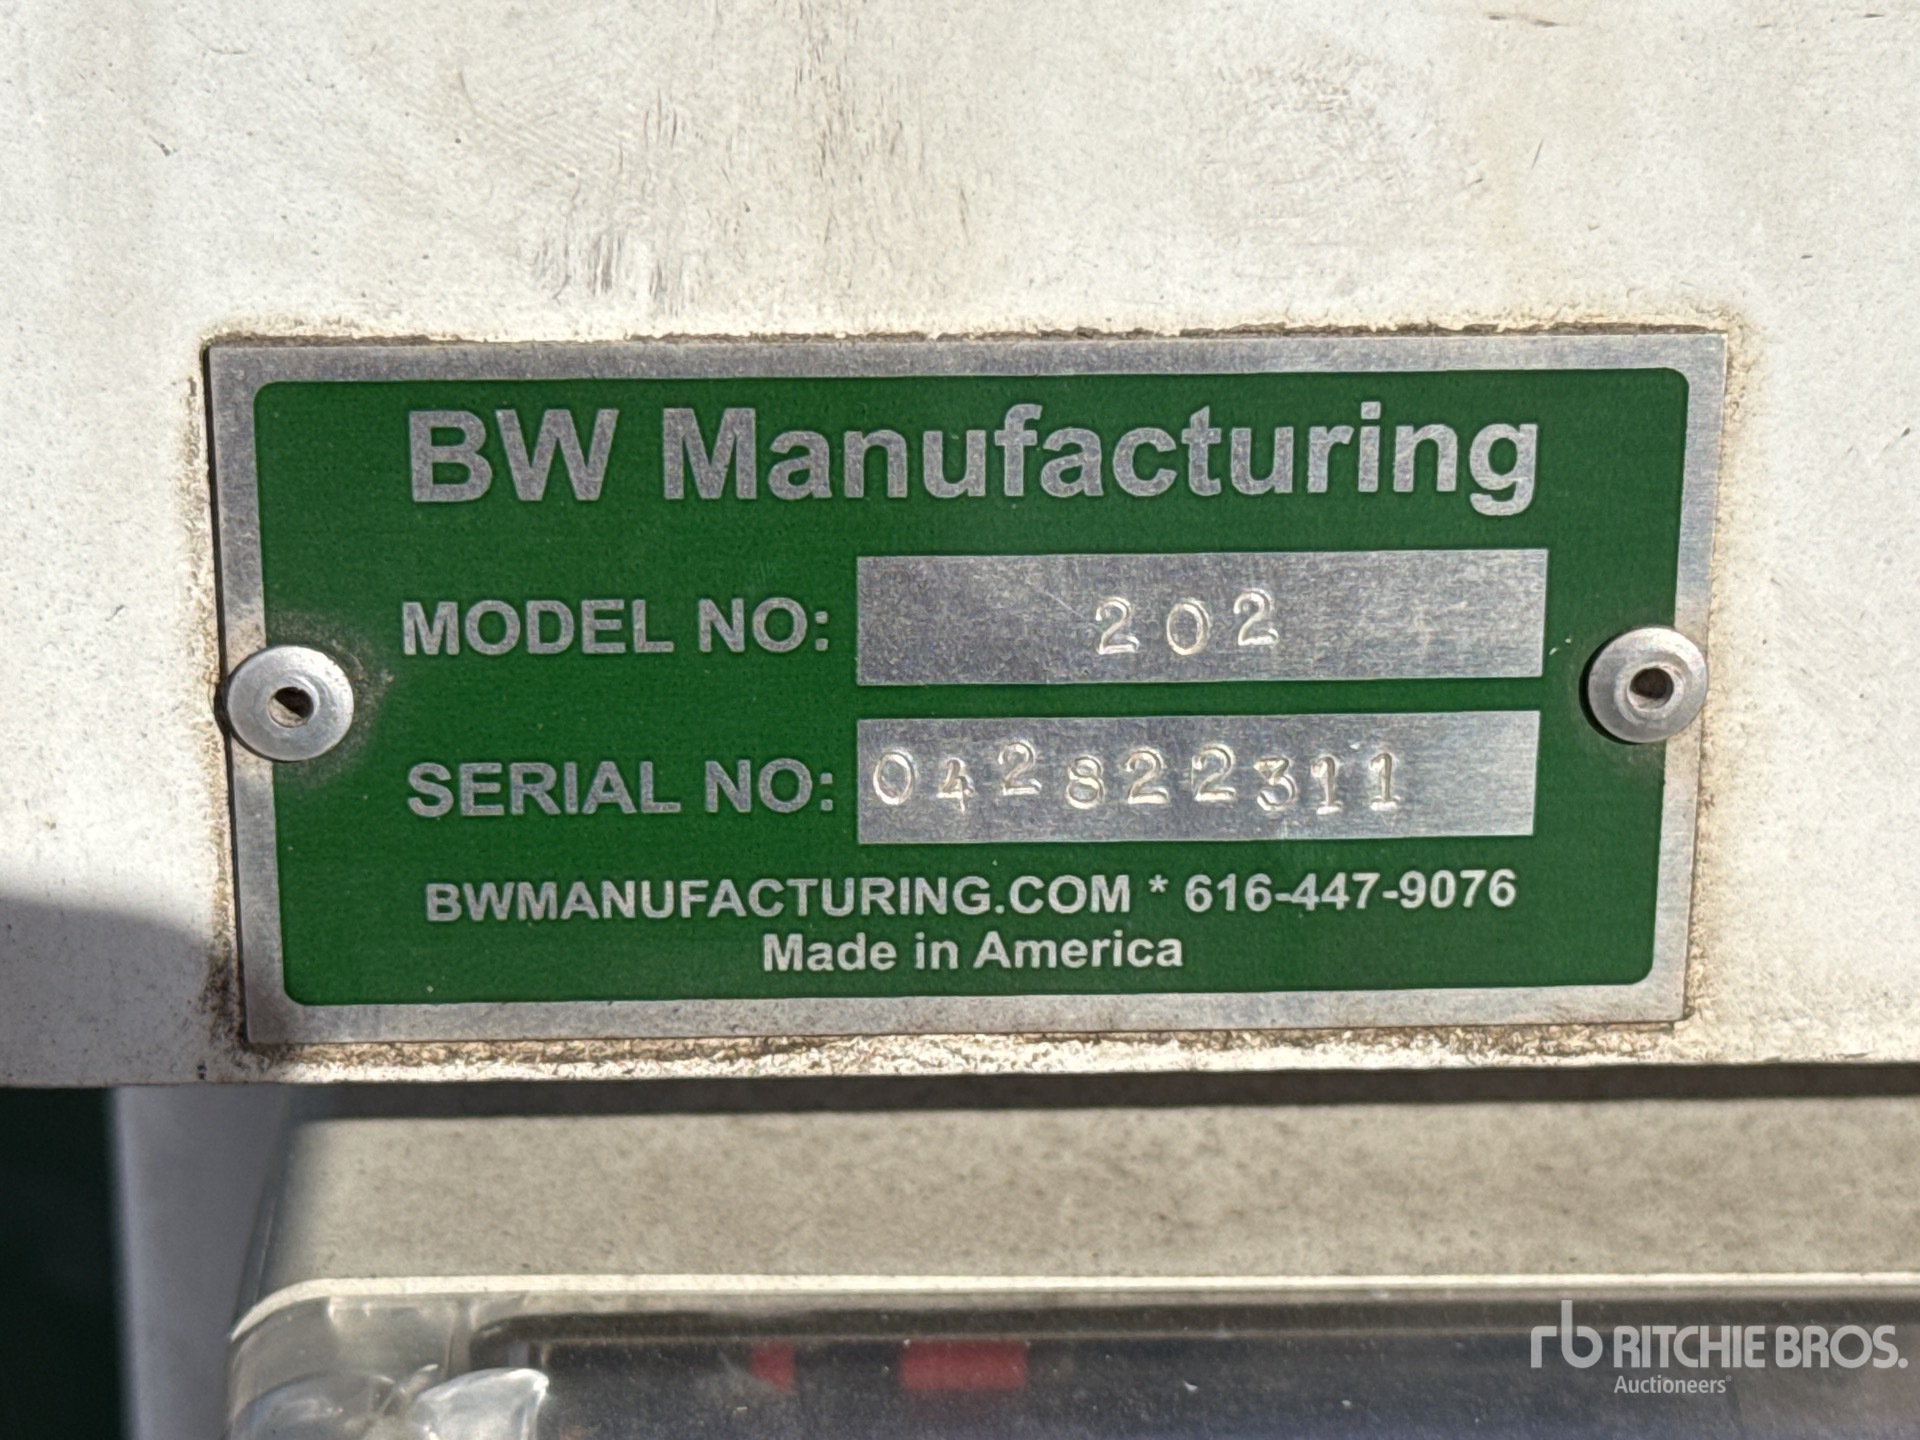 BW Manufacturing
MODEL NO: 202
SERIAL NO: 042822311
BWMANUFACTURING.COM * 616-447-9076
Made in America
rb RITCHIE BROS.
Auctioneers